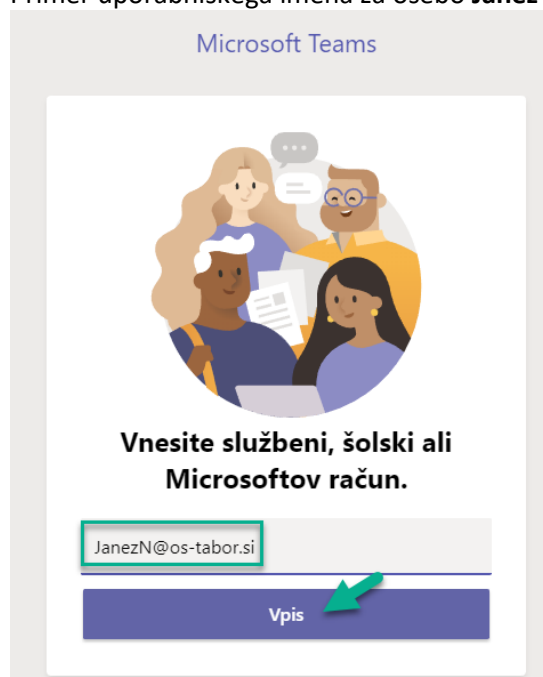 Primer uporabniškega imena za osebo Janez
Microsoft Teams
Vnesite službeni, šolski ali
Microsoftov račun.
JanezN@os-tabor.si
Vpis